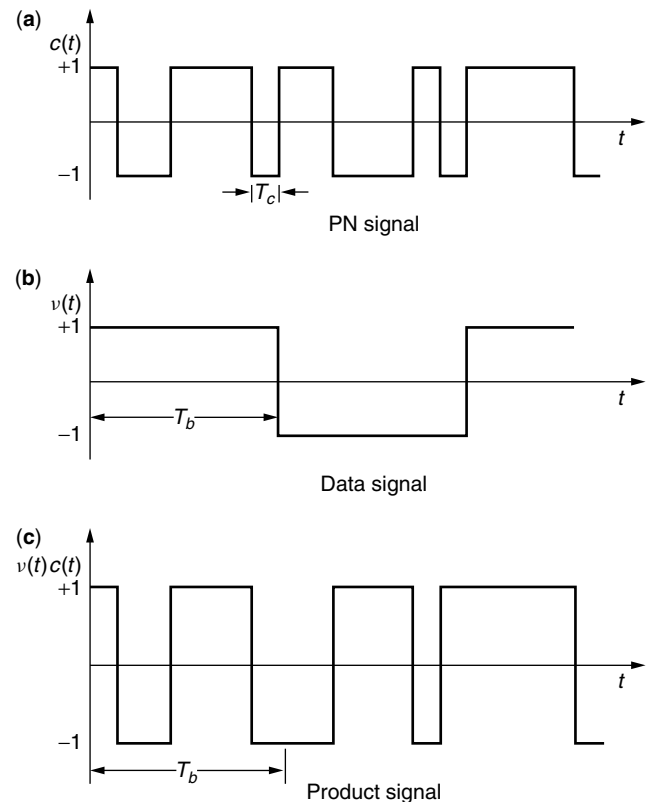 (a)
c(t)
+1
t
−1
T_c
PN signal
(b)
ν(t)
+1
t
T_b
−1
Data signal
(c)
ν(t)c(t)
+1
t
−1
T_b
Product signal